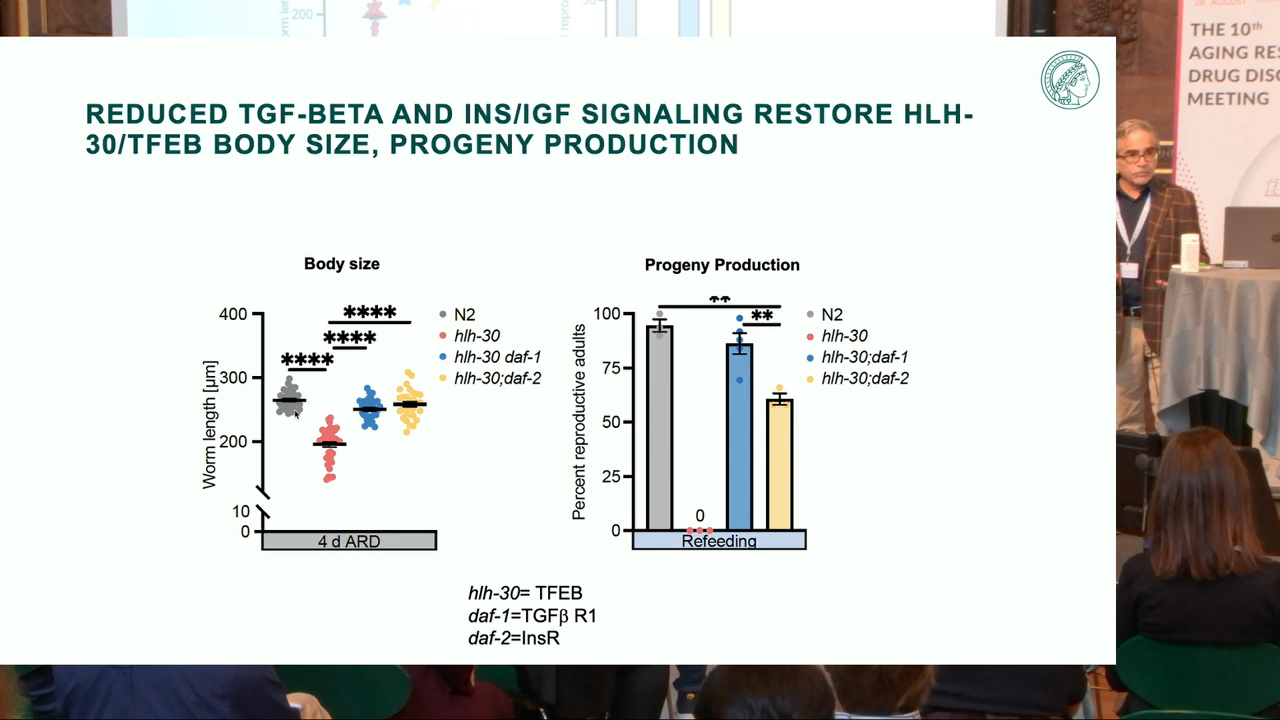 200
THE 10th
AGING RES
DRUG DISC
MEETING
REDUCED TGF-BETA AND INS/IGF SIGNALING RESTORE HLH-
30/TFEB BODY SIZE, PROGENY PRODUCTION
Body size
Worm length [µm]
400
300
200
10
0
****
****
****
4 d ARD
N2
hlh-30
hlh-30 daf-1
hlh-30;daf-2
Progeny Production
Percent reproductive adults
100
75
50
25
0
**
**
0
Refeeding
N2
hlh-30
hlh-30;daf-1
hlh-30;daf-2
hlh-30= TFEB
daf-1=TGFβ R1
daf-2=InsR